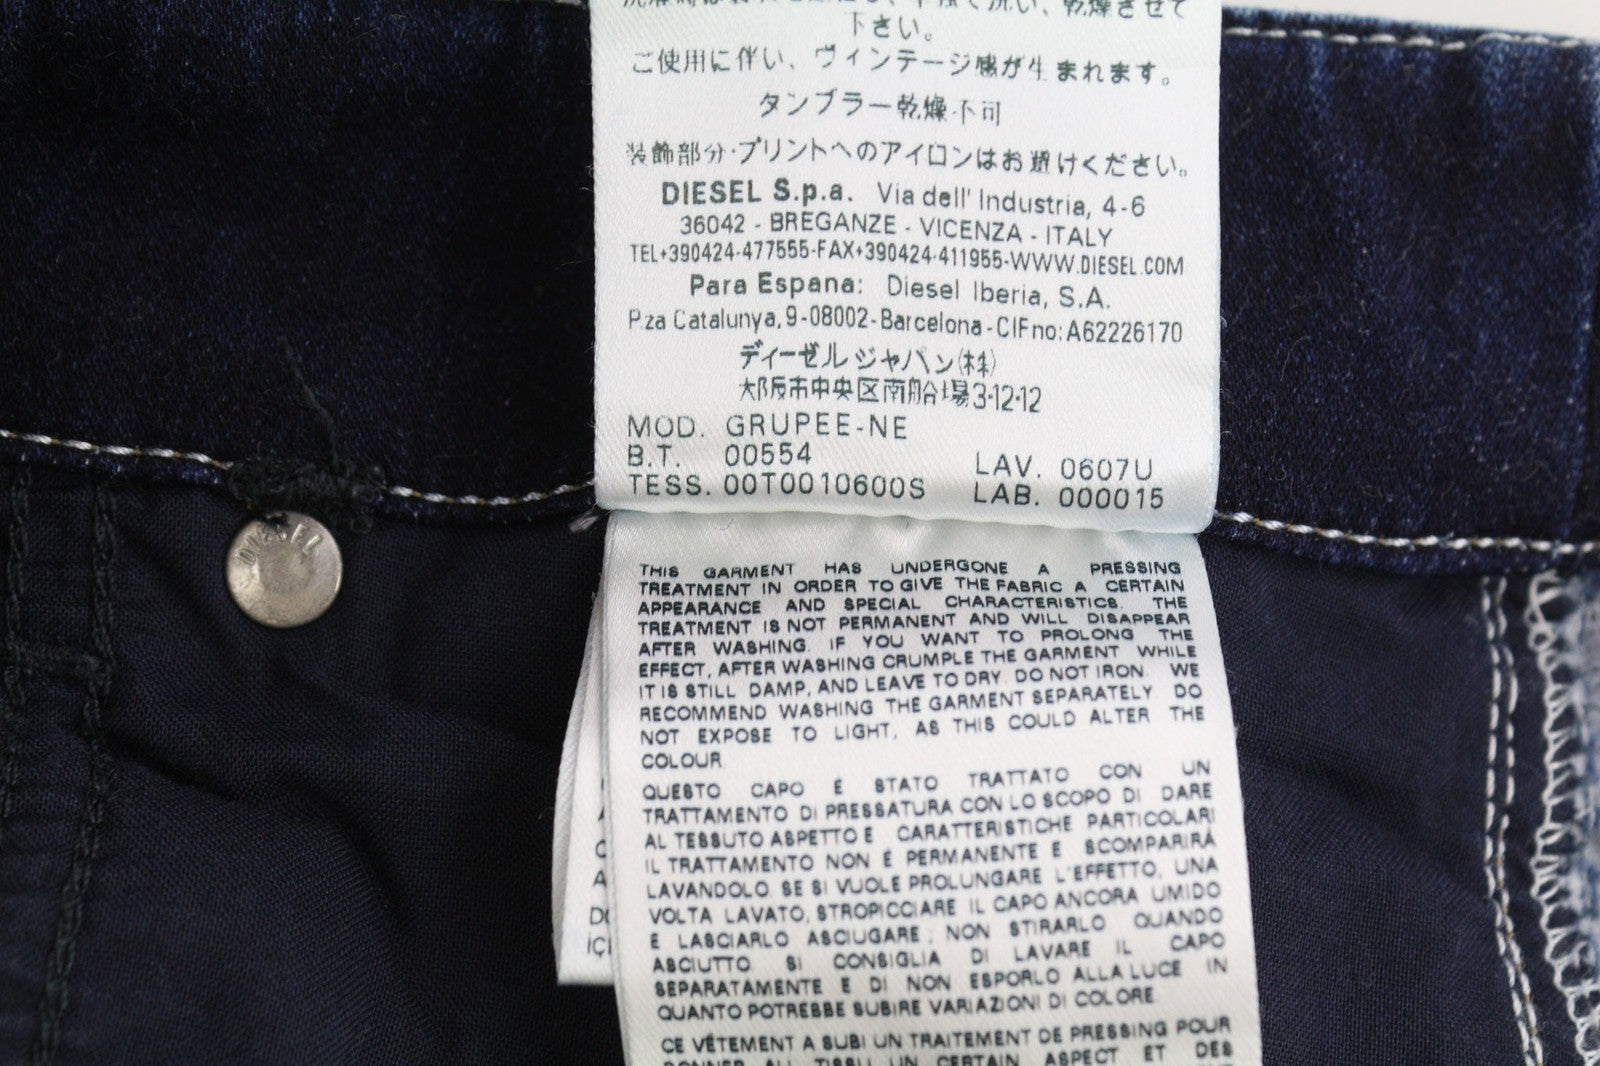 下さい。
ご使用に伴い、ヴィンテージ感が生まれます。
タンブラー乾燥不可
装飾部分·プリントへのアイロンはお避けください。
DIESEL S.p.a. Via dell' Industria, 4-6
36042 - BREGANZE - VICENZA - ITALY
TEL+390424-477555-FAX+390424-411955-WWW.DIESEL.COM
Para Espana: Diesel Iberia, S.A.
P.za Catalunya, 9-08002-Barcelona-CIF no: A62226170
ディーゼルジャパン(株)
大阪市中央区南船場3-12-12
MOD. GRUPEE-NE
B.T. 00554 LAV. 0607U
TESS. 00T0010600S LAB. 000015
DIESEL
THIS GARMENT HAS UNDERGONE A PRESSING
TREATMENT IN ORDER TO GIVE THE FABRIC A CERTAIN
APPEARANCE AND SPECIAL CHARACTERISTICS. THE
TREATMENT IS NOT PERMANENT AND WILL DISAPPEAR
AFTER WASHING. IF YOU WANT TO PROLONG THE
EFFECT, AFTER WASHING CRUMPLE THE GARMENT WHILE
IT IS STILL DAMP, AND LEAVE TO DRY. DO NOT IRON. WE
RECOMMEND WASHING THE GARMENT SEPARATELY. DO
NOT EXPOSE TO LIGHT, AS THIS COULD ALTER THE
COLOUR
QUESTO CAPO È STATO TRATTATO CON UN
TRATTAMENTO DI PRESSATURA CON LO SCOPO DI DARE
AL TESSUTO ASPETTO E CARATTERISTICHE PARTICOLARI
IL TRATTAMENTO NON È PERMANENTE E SCOMPARIRÀ
LAVANDOLO. SE SI VUOLE PROLUNGARE L'EFFETTO, UNA
VOLTA LAVATO, STROPICCIARE IL CAPO ANCORA UMIDO
E LASCIARLO ASCIUGARE, NON STIRARLO QUANDO
ASCIUTTO SI CONSIGLIA DI LAVARE IL CAPO
SEPARATAMENTE E DI NON ESPORLO ALLA LUCE IN
QUANTO POTREBBE SUBIRE VARIAZIONI DI COLORE
CE VÊTEMENT A SUBI UN TRAITEMENT DE PRESSING POUR
DONNER AU TISSU UN CERTAIN ASPECT ET DES